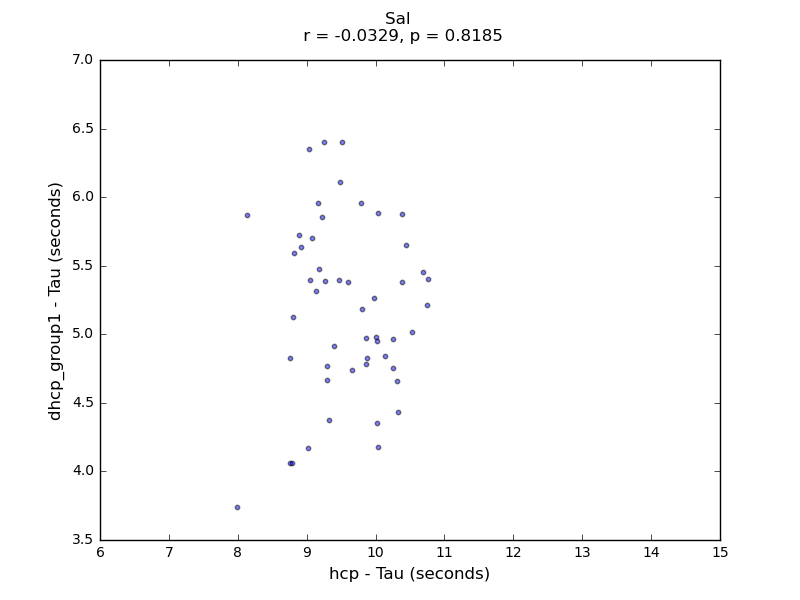 Sal
r = -0.0329, p = 0.8185
7.0
6.5
6.0
5.5
5.0
4.5
4.0
3.5
dhcp_group1 - Tau (seconds)
6 7 8 9 10 11 12 13 14 15
hcp - Tau (seconds)